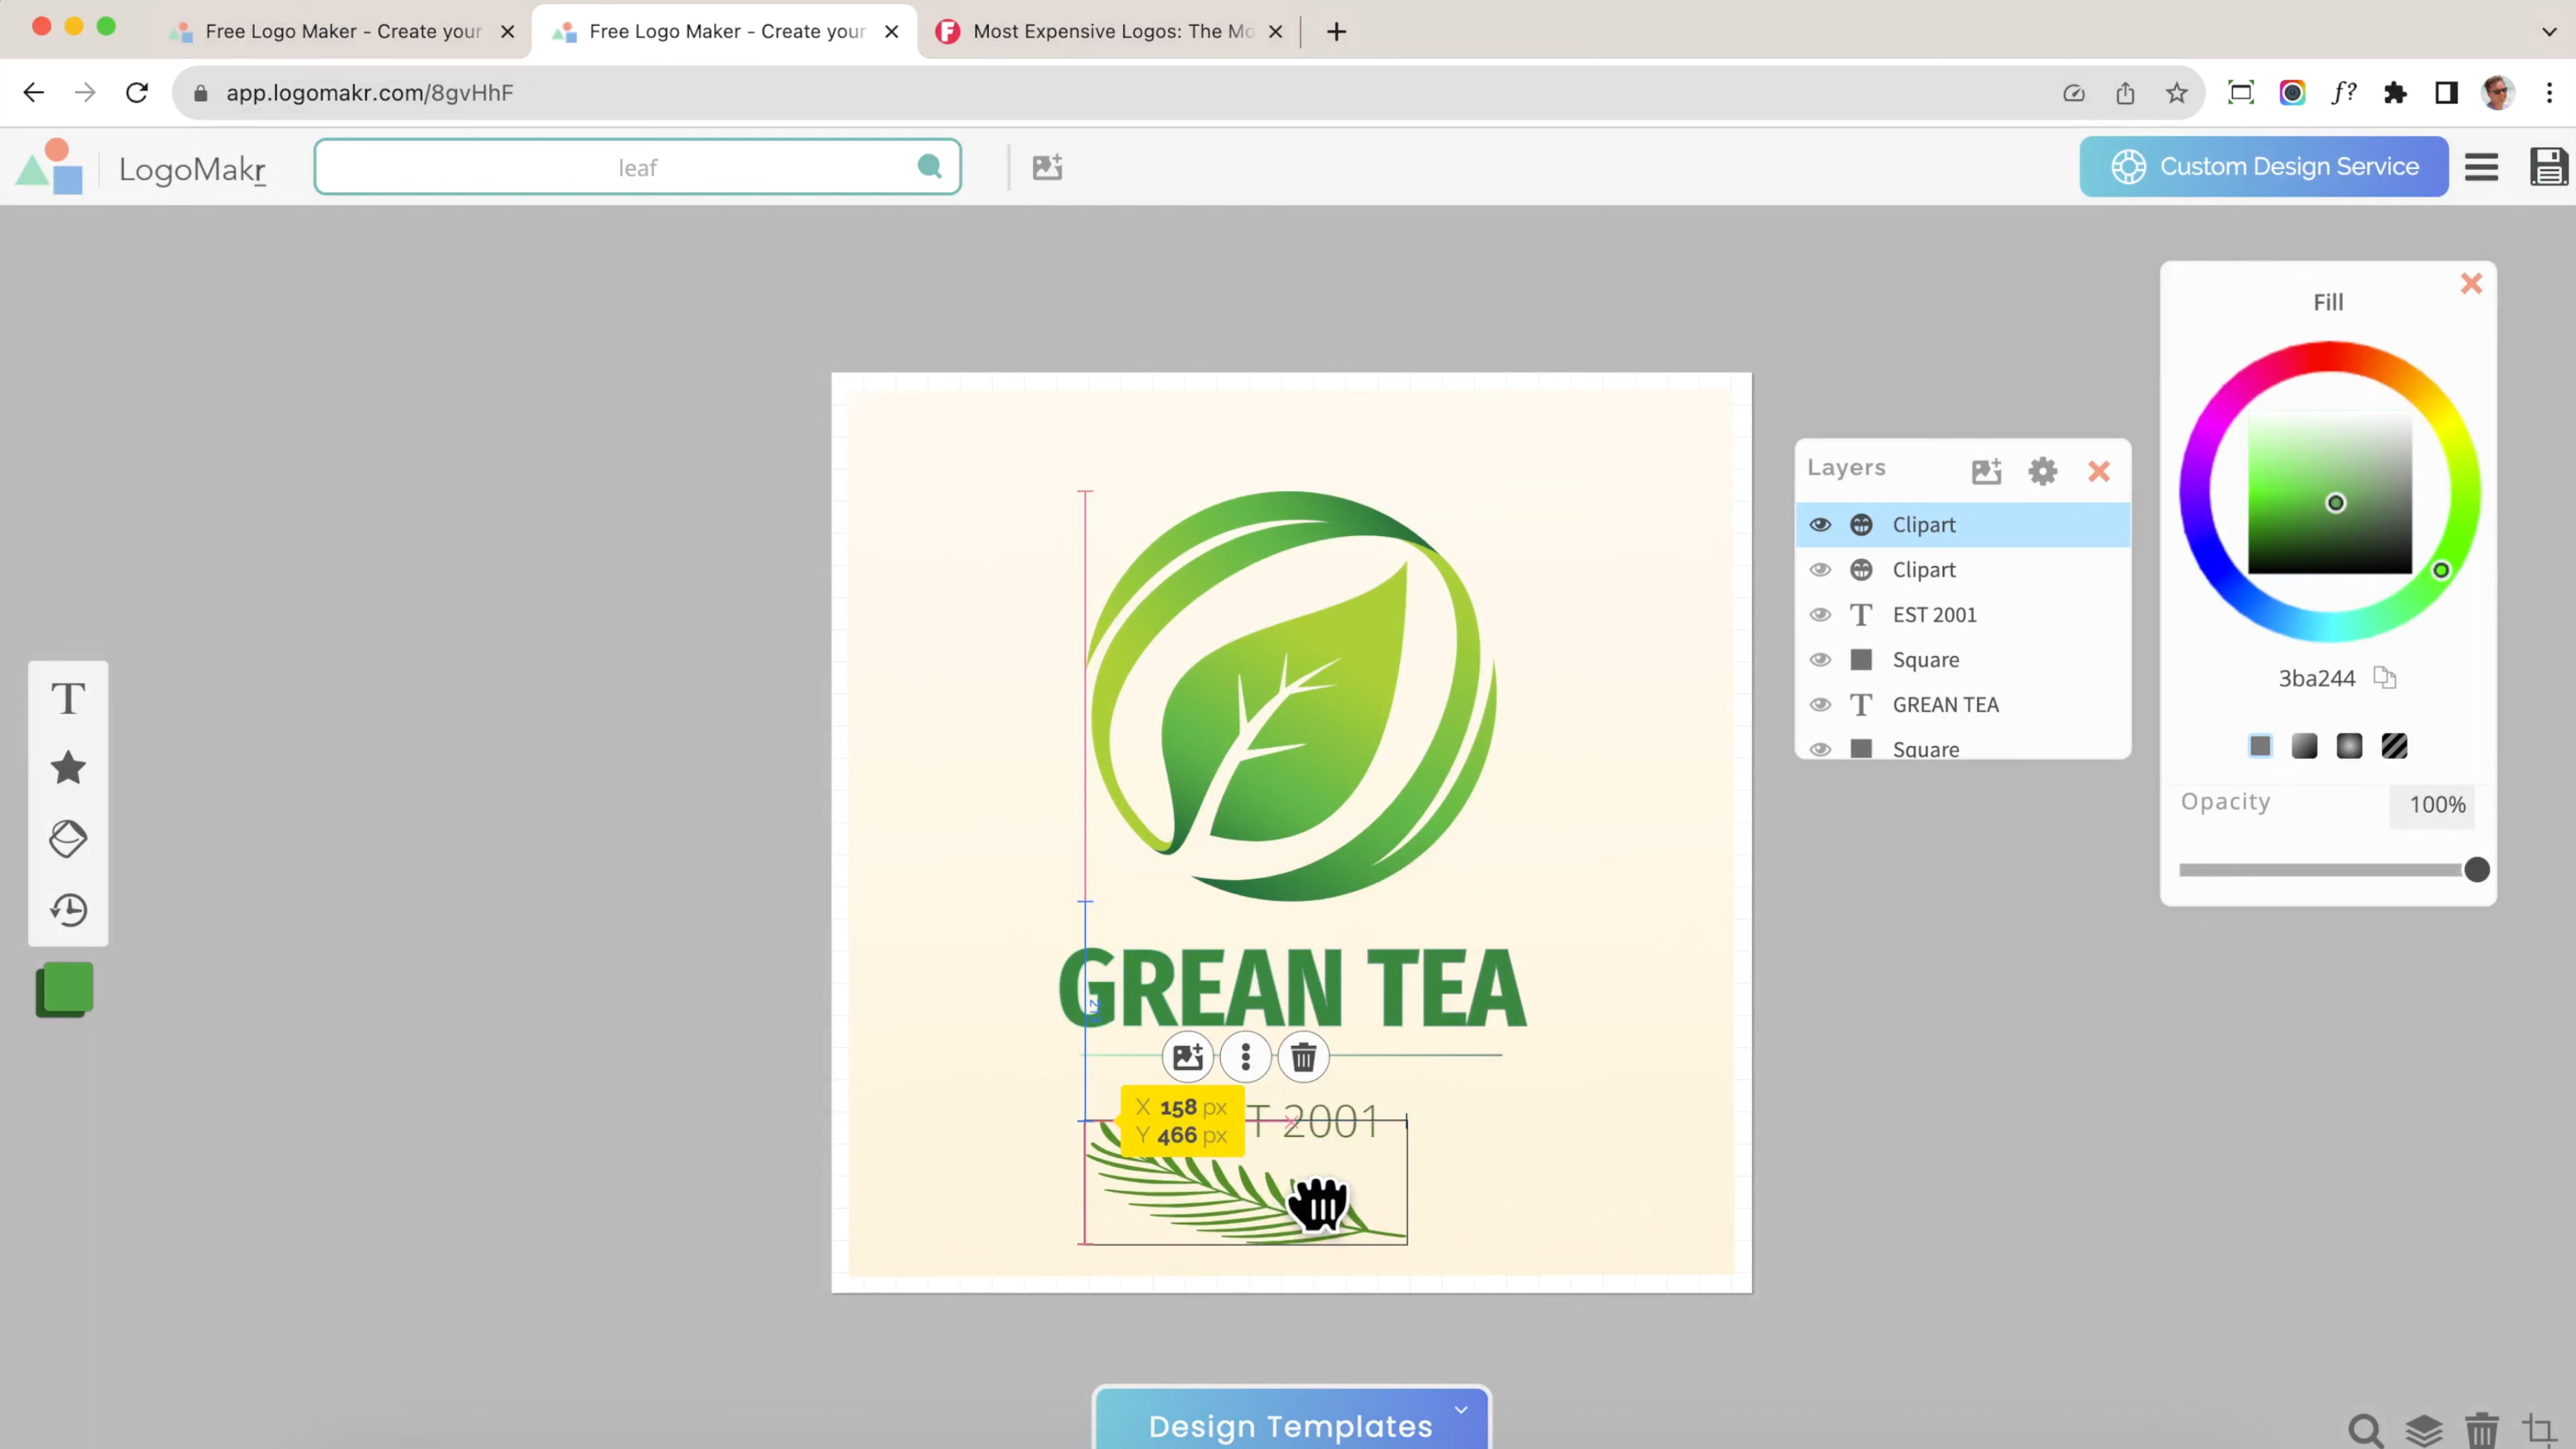 Free Logo Maker - Create your
Free Logo Maker - Create your
Most Expensive Logos: The Mo
app.logomakr.com/8gvHhF
f?
LogoMakr
leaf
Custom Design Service
Fill
Layers
Clipart
Clipart
EST 2001
Square
GREAN TEA
Square
3ba244
Opacity
100%
T
GREAN TEA
X 158 px
Y 466 px
T 2001
Design Templates